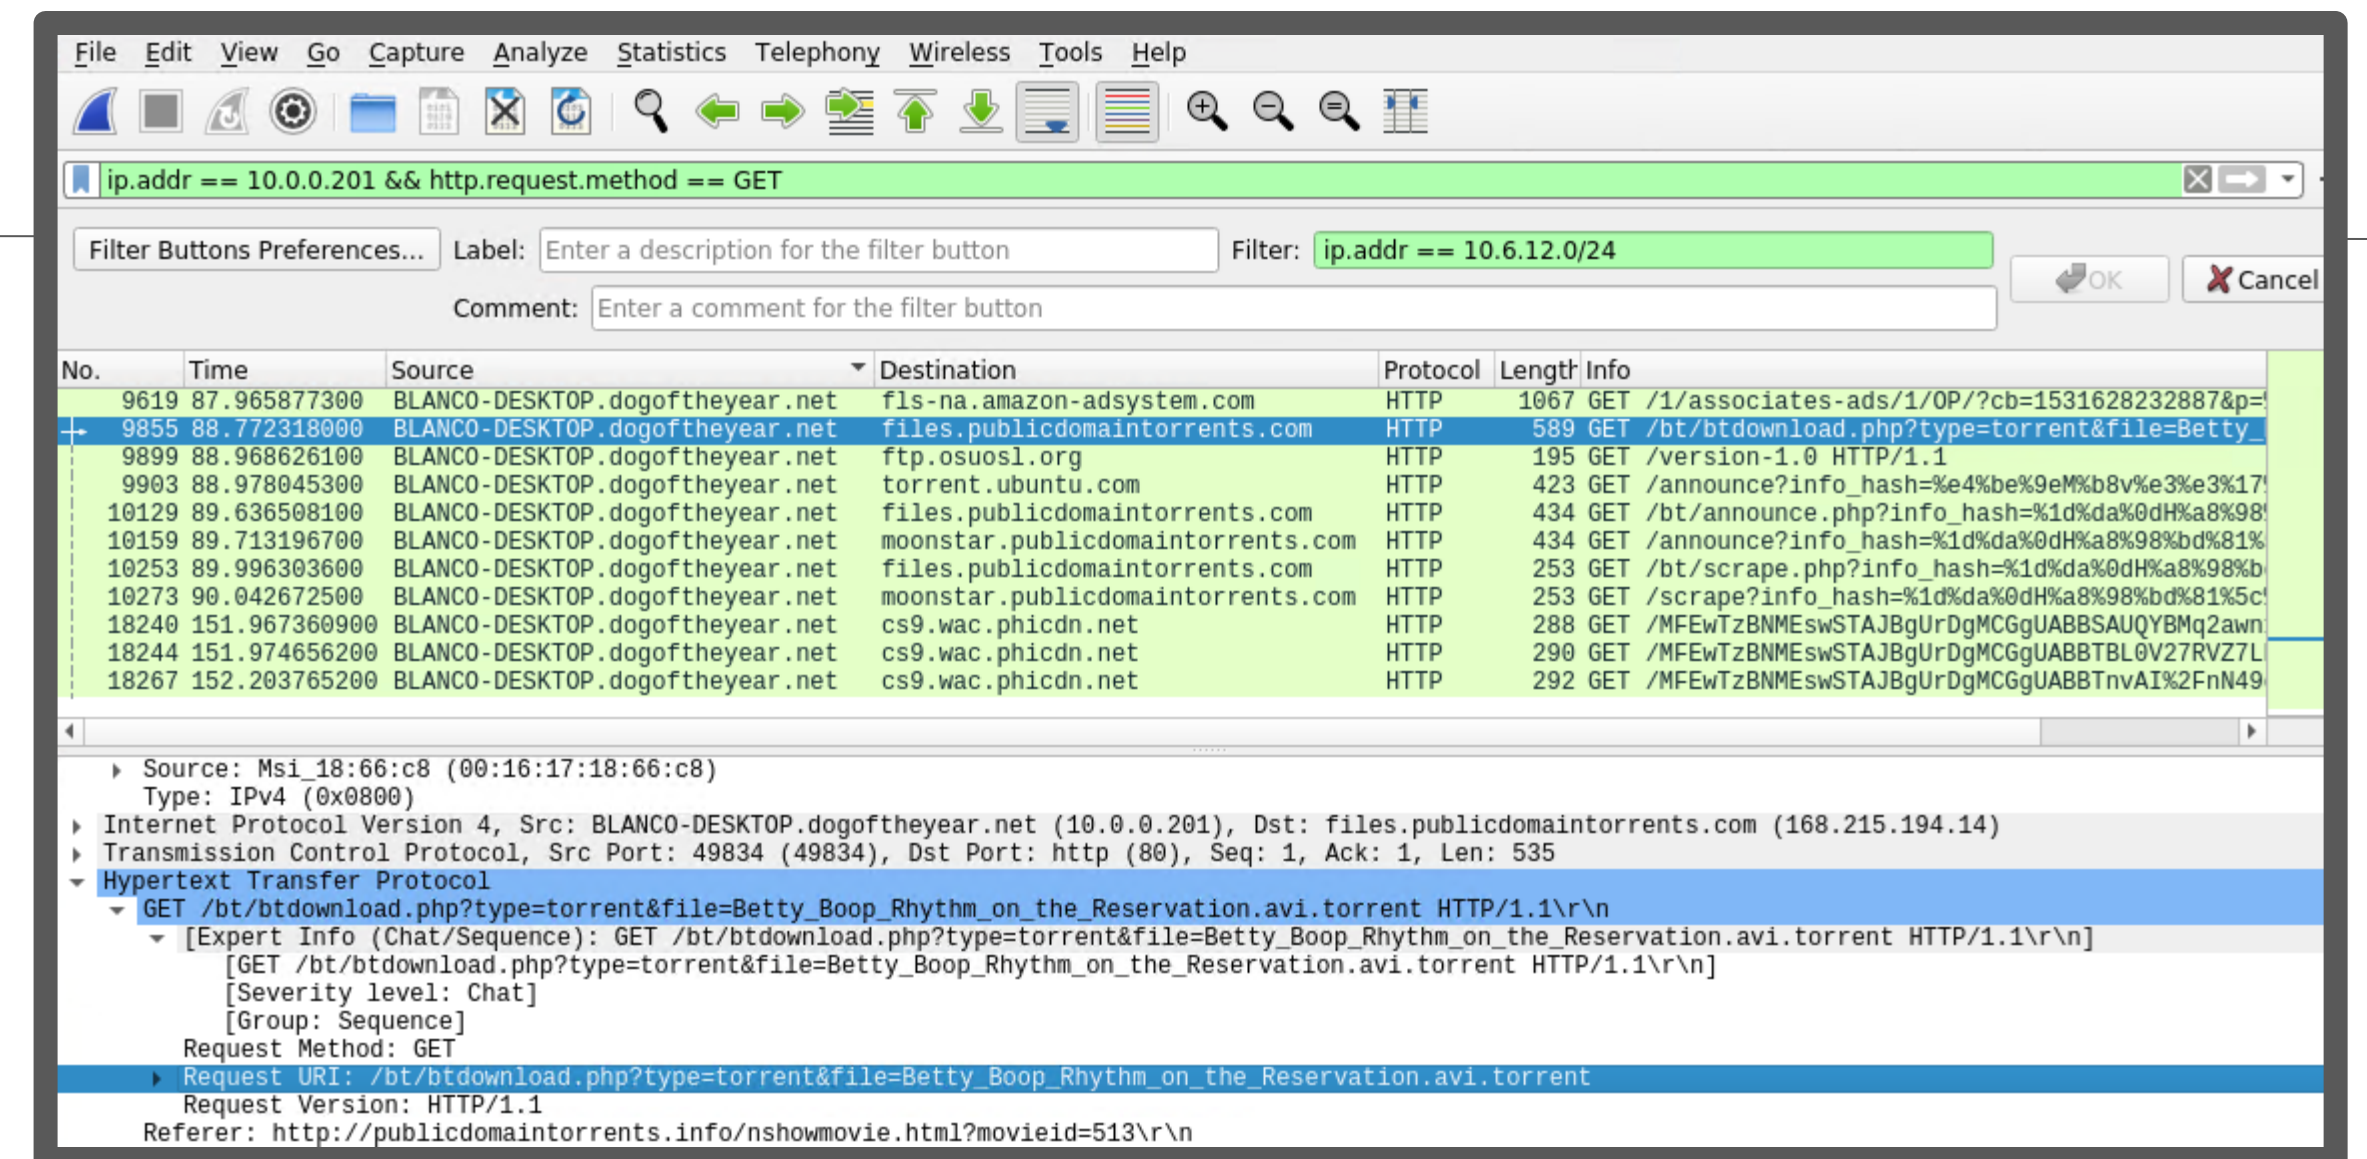 File Edit View Go Capture Analyze Statistics Telephony Wireless Tools Help
ip.addr == 10.0.0.201 && http.request.method == GET
Filter Buttons Preferences... Label: Enter a description for the filter button Filter: ip.addr == 10.6.12.0/24
OK Cancel
Comment: Enter a comment for the filter button
No. Time Source Destination Protocol Length Info
9619 87.965877300 BLANCO-DESKTOP.dogoftheyear.net fls-na.amazon-adsystem.com HTTP 1067 GET /1/associates-ads/1/OP/?cb=1531628232887&p=
9855 88.772318000 BLANCO-DESKTOP.dogoftheyear.net files.publicdomaintorrents.com HTTP 589 GET /bt/btdownload.php?type=torrent&file=Betty_
9899 88.968626100 BLANCO-DESKTOP.dogoftheyear.net ftp.osuosl.org HTTP 195 GET /version-1.0 HTTP/1.1
9903 88.978045300 BLANCO-DESKTOP.dogoftheyear.net torrent.ubuntu.com HTTP 423 GET /announce?info_hash=%e4%be%9eM%b8v%e3%e3%17
10129 89.636508100 BLANCO-DESKTOP.dogoftheyear.net files.publicdomaintorrents.com HTTP 434 GET /bt/announce.php?info_hash=%1d%da%0dH%a8%98
10159 89.713196700 BLANCO-DESKTOP.dogoftheyear.net moonstar.publicdomaintorrents.com HTTP 434 GET /announce?info_hash=%1d%da%0dH%a8%98%bd%81%
10253 89.996303600 BLANCO-DESKTOP.dogoftheyear.net files.publicdomaintorrents.com HTTP 253 GET /bt/scrape.php?info_hash=%1d%da%0dH%a8%98%b
10273 90.042672500 BLANCO-DESKTOP.dogoftheyear.net moonstar.publicdomaintorrents.com HTTP 253 GET /scrape?info_hash=%1d%da%0dH%a8%98%bd%81%5c
18240 151.967360900 BLANCO-DESKTOP.dogoftheyear.net cs9.wac.phicdn.net HTTP 288 GET /MFEwTzBNMEswSTAJBgUrDgMCGgUABBSAUQYBMq2awn
18244 151.974656200 BLANCO-DESKTOP.dogoftheyear.net cs9.wac.phicdn.net HTTP 290 GET /MFEwTzBNMEswSTAJBgUrDgMCGgUABBTBL0V27RVZ7L
18267 152.203765200 BLANCO-DESKTOP.dogoftheyear.net cs9.wac.phicdn.net HTTP 292 GET /MFEwTzBNMEswSTAJBgUrDgMCGgUABBTnvAI%2FnN49
Source: Msi_18:66:c8 (00:16:17:18:66:c8)
Type: IPv4 (0x0800)
Internet Protocol Version 4, Src: BLANCO-DESKTOP.dogoftheyear.net (10.0.0.201), Dst: files.publicdomaintorrents.com (168.215.194.14)
Transmission Control Protocol, Src Port: 49834 (49834), Dst Port: http (80), Seq: 1, Ack: 1, Len: 535
Hypertext Transfer Protocol
GET /bt/btdownload.php?type=torrent&file=Betty_Boop_Rhythm_on_the_Reservation.avi.torrent HTTP/1.1\r\n
[Expert Info (Chat/Sequence): GET /bt/btdownload.php?type=torrent&file=Betty_Boop_Rhythm_on_the_Reservation.avi.torrent HTTP/1.1\r\n]
[GET /bt/btdownload.php?type=torrent&file=Betty_Boop_Rhythm_on_the_Reservation.avi.torrent HTTP/1.1\r\n]
[Severity level: Chat]
[Group: Sequence]
Request Method: GET
Request URI: /bt/btdownload.php?type=torrent&file=Betty_Boop_Rhythm_on_the_Reservation.avi.torrent
Request Version: HTTP/1.1
Referer: http://publicdomaintorrents.info/nshowmovie.html?movieid=513\r\n